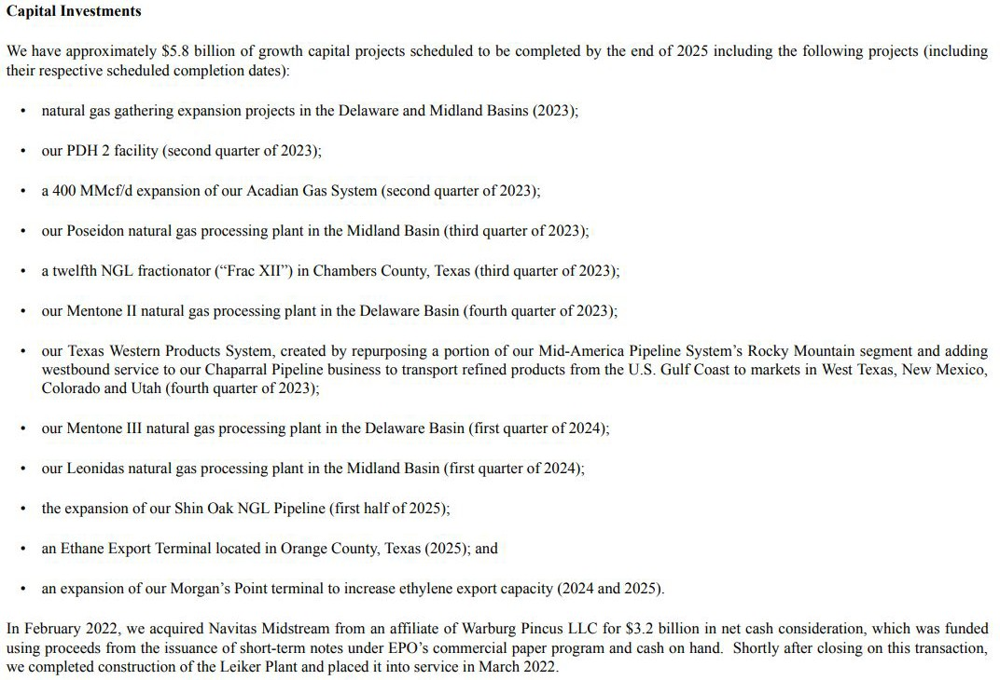 Capital Investments
We have approximately $5.8 billion of growth capital projects scheduled to be completed by the end of 2025 including the following projects (including
their respective scheduled completion dates):
• natural gas gathering expansion projects in the Delaware and Midland Basins (2023);
• our PDH 2 facility (second quarter of 2023);
• a 400 MMcf/d expansion of our Acadian Gas System (second quarter of 2023);
• our Poseidon natural gas processing plant in the Midland Basin (third quarter of 2023);
• a twelfth NGL fractionator (“Frac XII”) in Chambers County, Texas (third quarter of 2023);
• our Mentone II natural gas processing plant in the Delaware Basin (fourth quarter of 2023);
• our Texas Western Products System, created by repurposing a portion of our Mid-America Pipeline System’s Rocky Mountain segment and adding
westbound service to our Chaparral Pipeline business to transport refined products from the U.S. Gulf Coast to markets in West Texas, New Mexico,
Colorado and Utah (fourth quarter of 2023);
• our Mentone III natural gas processing plant in the Delaware Basin (first quarter of 2024);
• our Leonidas natural gas processing plant in the Midland Basin (first quarter of 2024);
• the expansion of our Shin Oak NGL Pipeline (first half of 2025);
• an Ethane Export Terminal located in Orange County, Texas (2025); and
• an expansion of our Morgan’s Point terminal to increase ethylene export capacity (2024 and 2025).
In February 2022, we acquired Navitas Midstream from an affiliate of Warburg Pincus LLC for $3.2 billion in net cash consideration, which was funded
using proceeds from the issuance of short-term notes under EPO’s commercial paper program and cash on hand.  Shortly after closing on this transaction,
we completed construction of the Leiker Plant and placed it into service in March 2022.